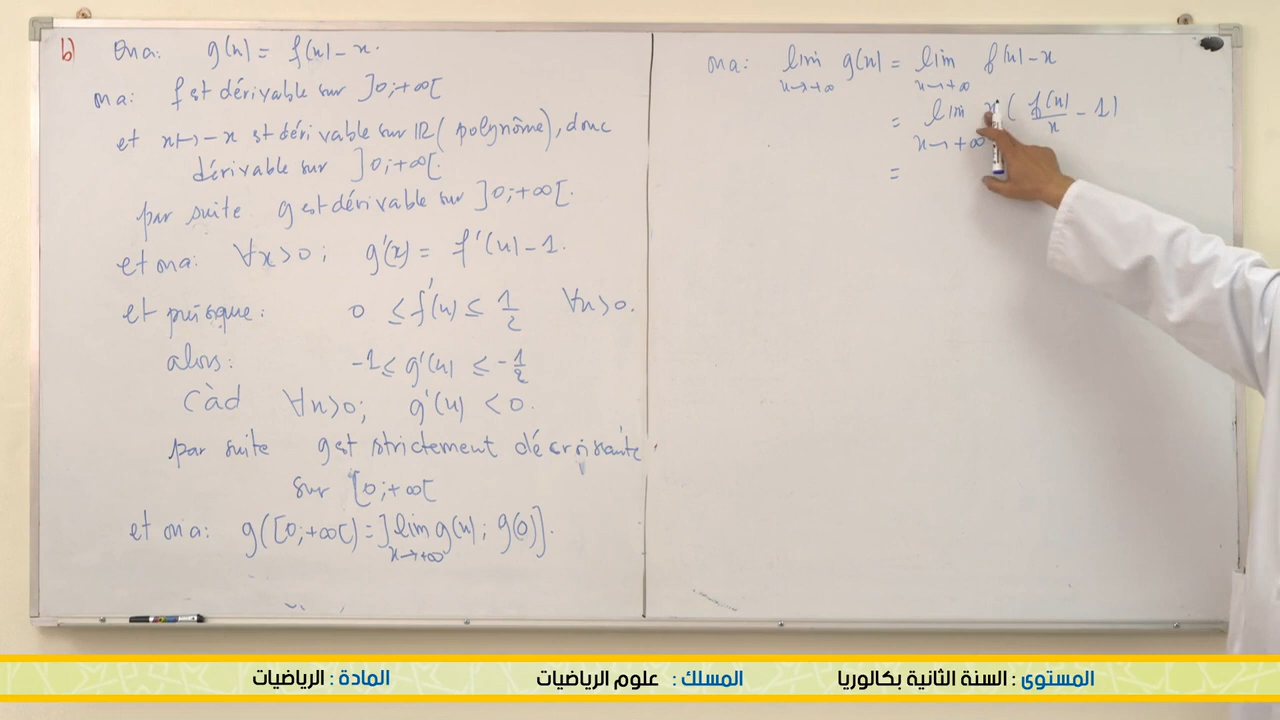 b) On a: g(x) = f(x) - x.
on a: f est dérivable sur ]0;+∞[
et x↦-x est dérivable sur ℝ (polynôme), donc
dérivable sur ]0;+∞[.
par suite g est dérivable sur ]0;+∞[.
et on a: ∀x>0; g'(x) = f'(x) - 1.
et puisque: 0 ≤ f'(x) ≤ 1/2 ∀x>0.
alors: -1 ≤ g'(x) ≤ -1/2
càd ∀x>0; g'(x) < 0.
par suite g est strictement décroissante
sur [0;+∞[
et on a: g([0;+∞[) = ]lim g(x); g(0)].
x→+∞
on a: lim g(x) = lim f(x) - x
x→+∞ x→+∞
= lim x( f(x)/x - 1)
x→+∞
=
المستوى : السنة الثانية بكالوريا المسلك : علوم الرياضيات المادة : الرياضيات